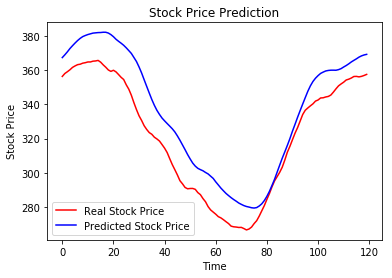 Stock Price Prediction
380
360
340
320
300
280
Stock Price
Real Stock Price
Predicted Stock Price
0 20 40 60 80 100 120
Time